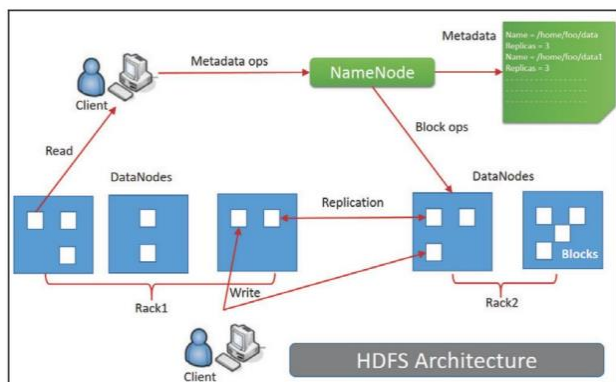 Metadata
Name = /home/foo/data
Replicas = 3
Name = /home/foo/data1
Replicas = 3
Metadata ops
NameNode
Client
Block ops
Read
DataNodes
DataNodes
Replication
Blocks
Rack1
Write
Rack2
Client
HDFS Architecture